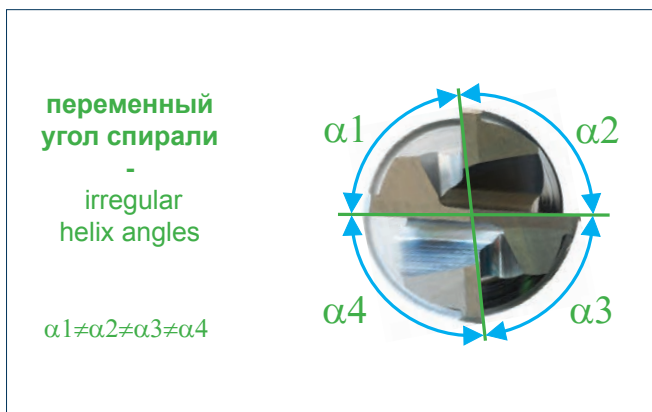 переменный
угол спирали
-
irregular
helix angles
α1≠α2≠α3≠α4
α1
α2
α4
α3